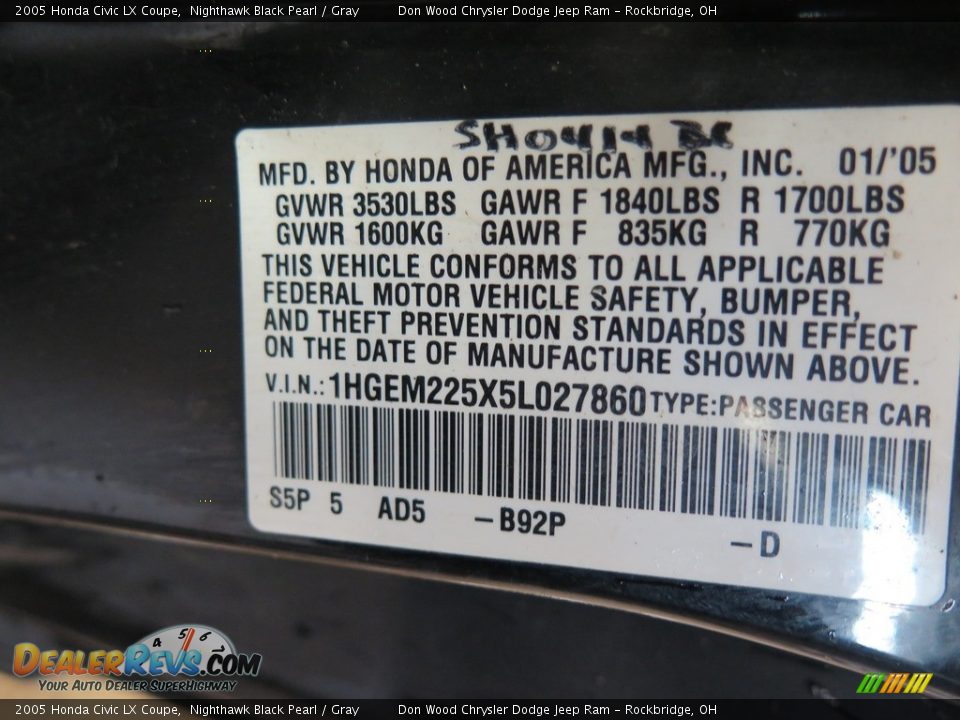 2005 Honda Civic LX Coupe, Nighthawk Black Pearl / Gray Don Wood Chrysler Dodge Jeep Ram - Rockbridge, OH
SH0414
MFD. BY HONDA OF AMERICA MFG., INC. 01/'05
GVWR 3530LBS GAWR F 1840LBS R 1700LBS
GVWR 1600KG GAWR F 835KG R 770KG
THIS VEHICLE CONFORMS TO ALL APPLICABLE
FEDERAL MOTOR VEHICLE SAFETY, BUMPER,
AND THEFT PREVENTION STANDARDS IN EFFECT
ON THE DATE OF MANUFACTURE SHOWN ABOVE.
V.I.N.: 1HGEM225X5L027860 TYPE:PASSENGER CAR
S5P 5 AD5 -B92P -D
4 5 6
DealerRevs.com
Your Auto Dealer SuperHighway
2005 Honda Civic LX Coupe, Nighthawk Black Pearl / Gray Don Wood Chrysler Dodge Jeep Ram - Rockbridge, OH